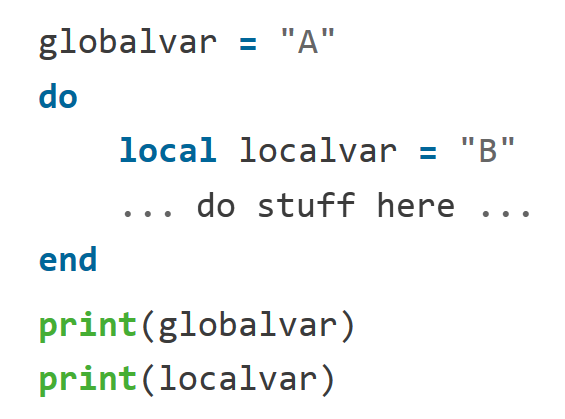 globalvar = "A"
do
    local localvar = "B"
    ... do stuff here ...
end
print(globalvar)
print(localvar)